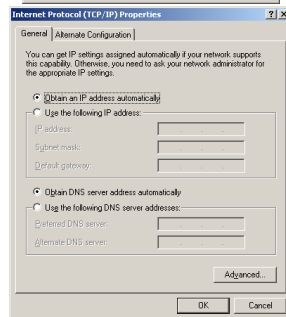 Internet Protocol (TCP/IP) Properties
General
Alternate Configuration
You can get IP settings assigned automatically if your network supports
this capability. Otherwise, you need to ask your network administrator for
the appropriate IP settings.
Obtain an IP address automatically
Use the following IP address:
IP address:
Subnet mask:
Default gateway:
Obtain DNS server address automatically
Use the following DNS server addresses:
Preferred DNS server:
Alternate DNS server:
Advanced...
OK
Cancel